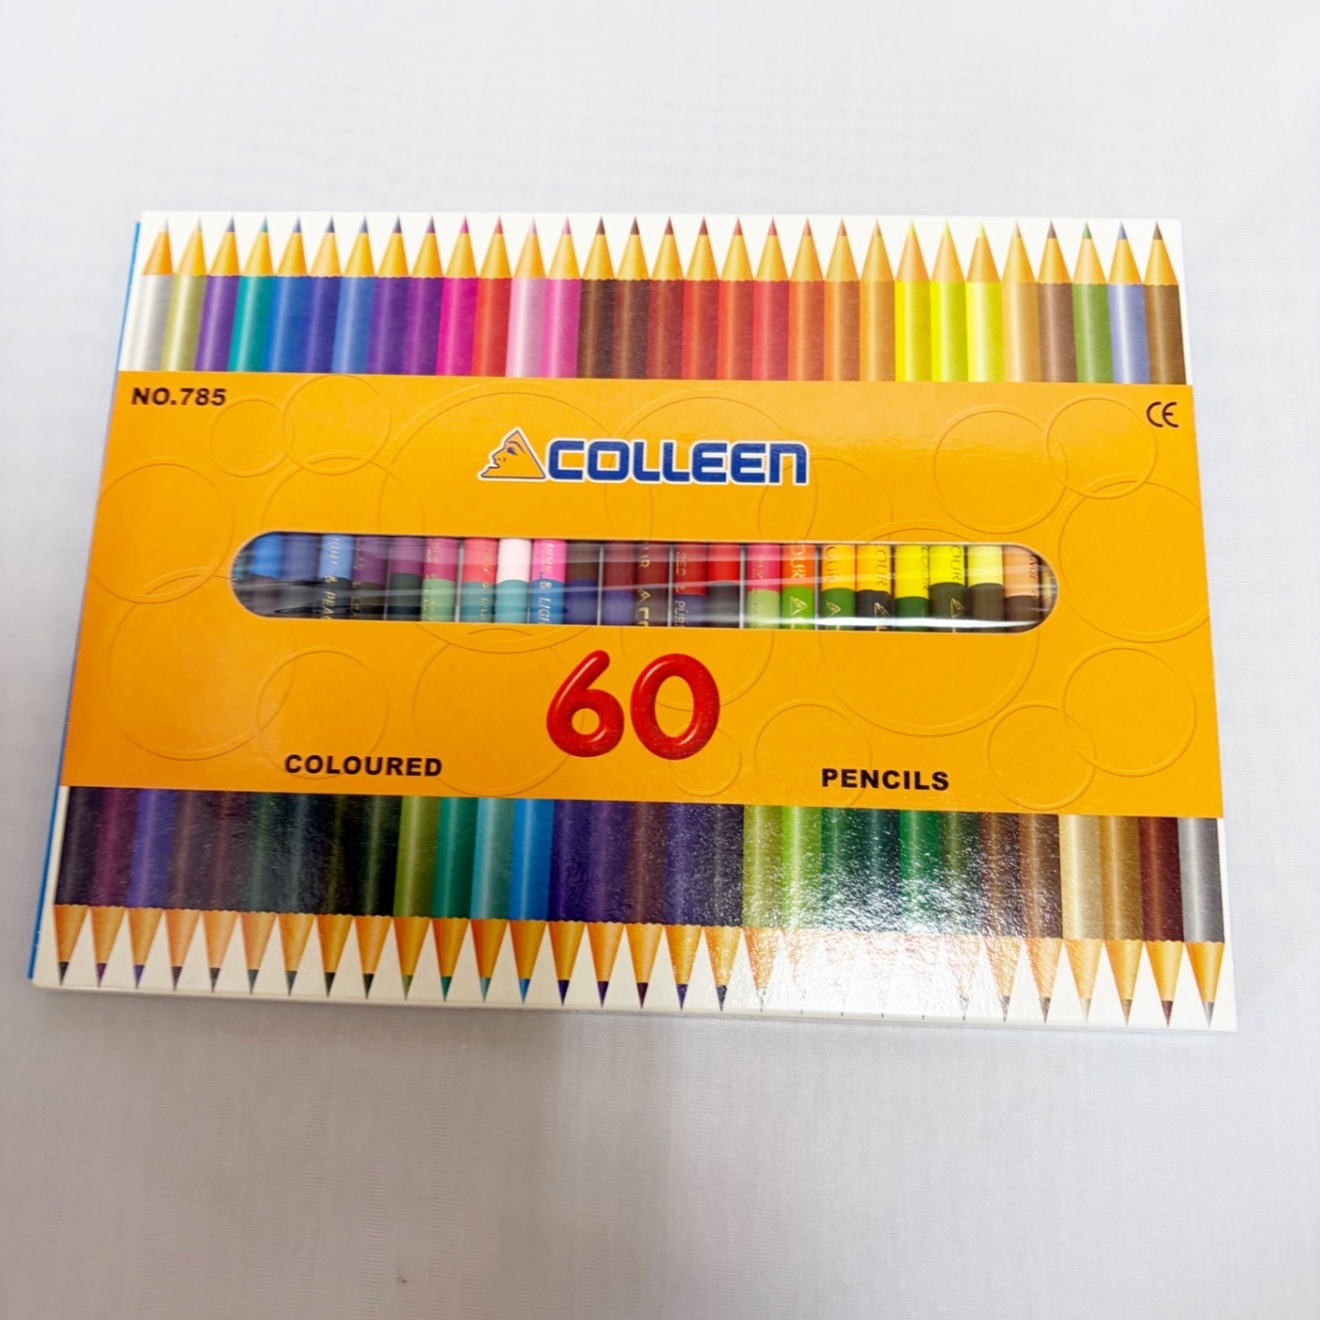 NO.785
CE
COLLEEN
60
COLOURED
PENCILS